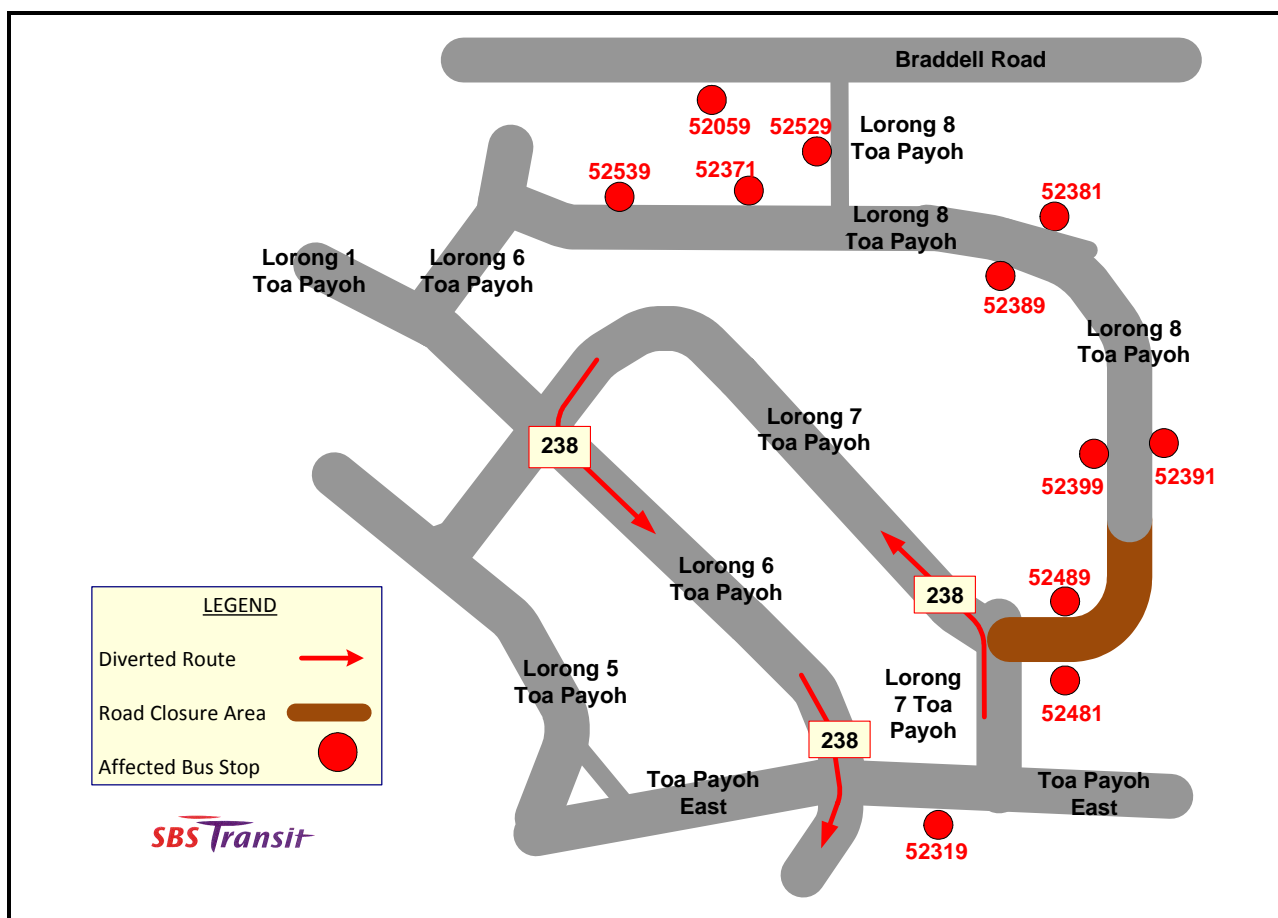 Braddell Road
52059
52529
Lorong 8
Toa Payoh
52539
52371
52381
Lorong 8
Toa Payoh
Lorong 1
Toa Payoh
Lorong 6
Toa Payoh
52389
Lorong 8
Toa Payoh
Lorong 7
Toa Payoh
238
52399
52391
Lorong 6
Toa Payoh
52489
238
LEGEND
Diverted Route
Road Closure Area
Affected Bus Stop
Lorong 5
Toa Payoh
Lorong
7 Toa
Payoh
52481
238
Toa Payoh
East
Toa Payoh
East
52319
SBS Transit